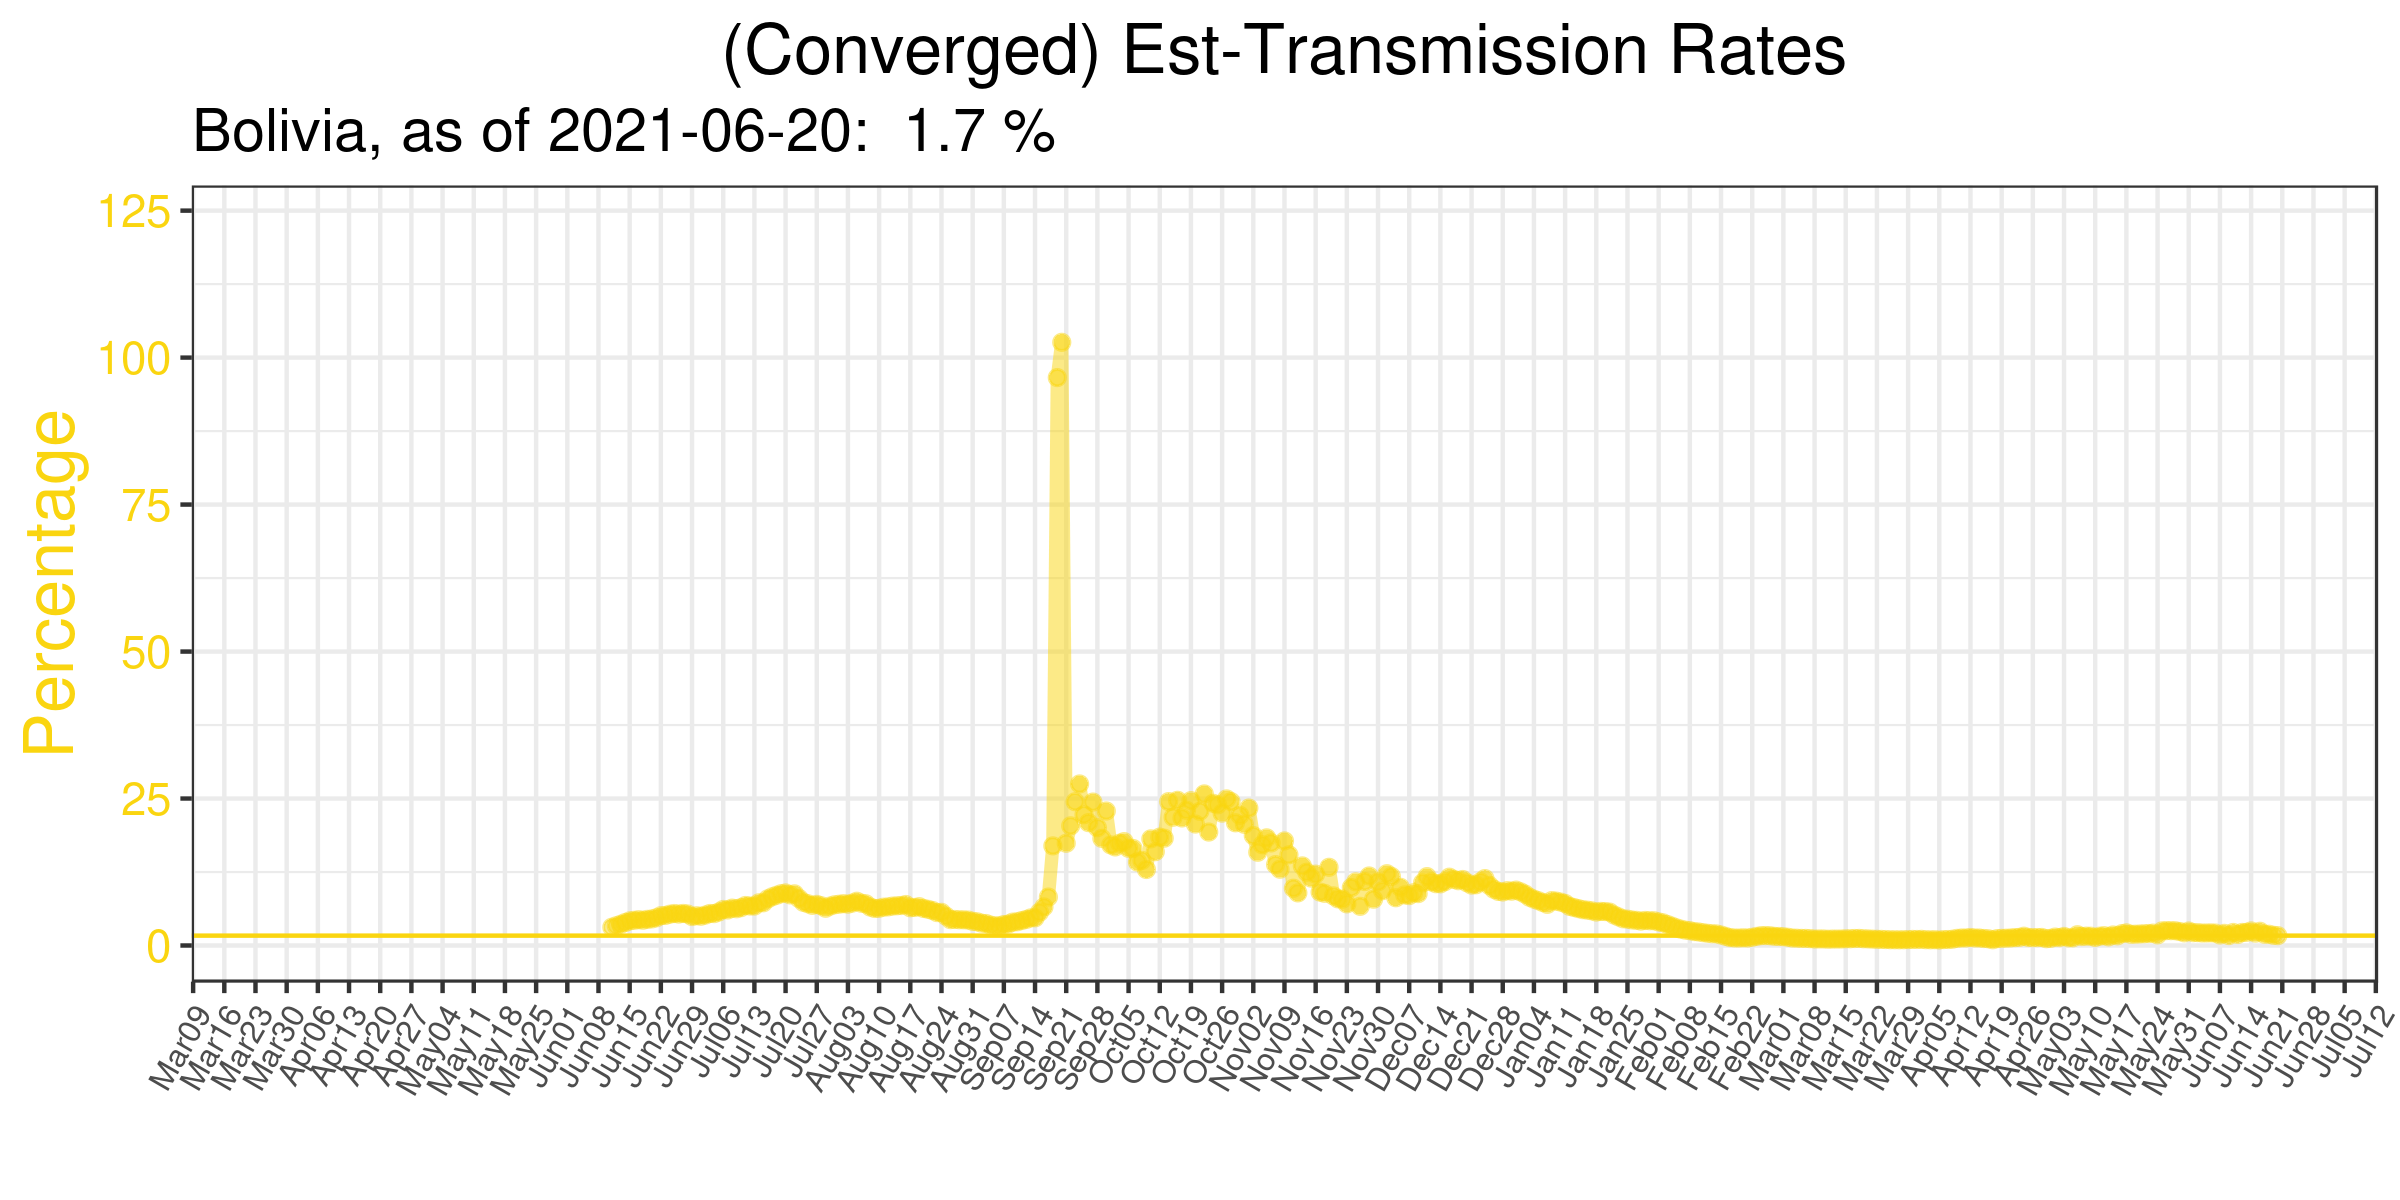 (Converged) Est-Transmission Rates
Bolivia, as of 2021-06-20: 1.7 %
Percentage
125
100
75
50
25
0
Mar09
Mar16
Mar23
Mar30
Apr06
Apr13
Apr20
Apr27
May04
May11
May18
May25
Jun01
Jun08
Jun15
Jun22
Jun29
Jul06
Jul13
Jul20
Jul27
Aug03
Aug10
Aug17
Aug24
Aug31
Sep07
Sep14
Sep21
Sep28
Oct05
Oct12
Oct19
Oct26
Nov02
Nov09
Nov16
Nov23
Nov30
Dec07
Dec14
Dec21
Dec28
Jan04
Jan11
Jan18
Jan25
Feb01
Feb08
Feb15
Feb22
Mar01
Mar08
Mar15
Mar22
Mar29
Apr05
Apr12
Apr19
Apr26
May03
May10
May17
May24
May31
Jun07
Jun14
Jun21
Jun28
Jul05
Jul12